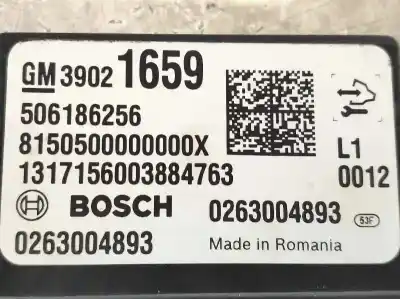 GM 3902 1659
506186256
8150500000000X
1317156003884763
L1
0012
BOSCH 0263004893 53F
0263004893 Made in Romania